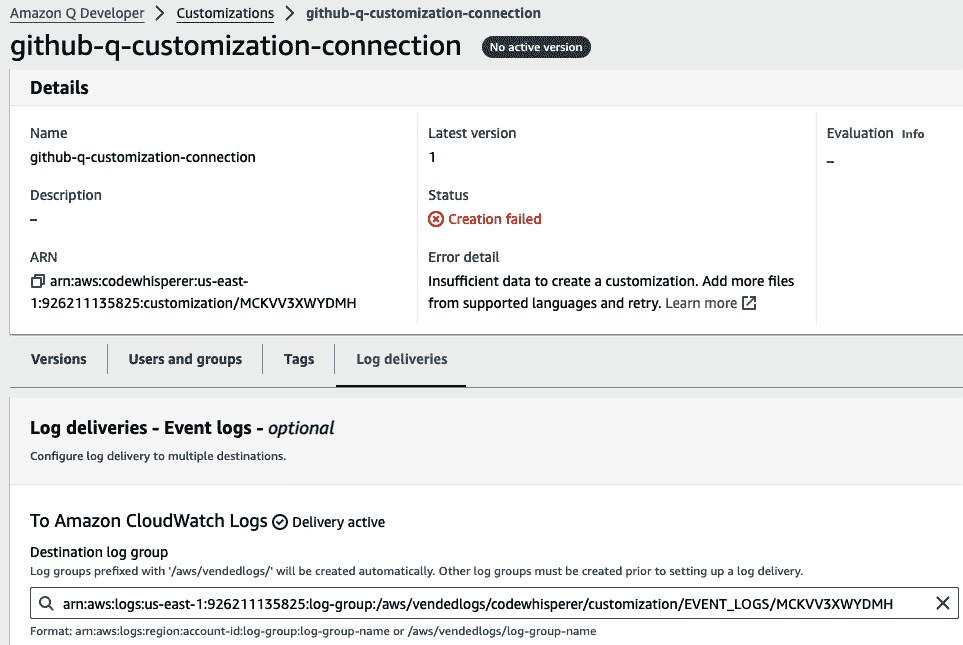 Amazon Q Developer > Customizations > github-q-customization-connection
github-q-customization-connection No active version
Details
Name
github-q-customization-connection
Description
–
ARN
arn:aws:codewhisperer:us-east-
1:926211135825:customization/MCKVV3XWYDMH
Latest version
1
Status
Creation failed
Error detail
Insufficient data to create a customization. Add more files
from supported languages and retry. Learn more
Evaluation Info
–
Versions Users and groups Tags Log deliveries
Log deliveries - Event logs - optional
Configure log delivery to multiple destinations.
To Amazon CloudWatch Logs Delivery active
Destination log group
Log groups prefixed with '/aws/vendedlogs/' will be created automatically. Other log groups must be created prior to setting up a log delivery.
arn:aws:logs:us-east-1:926211135825:log-group:/aws/vendedlogs/codewhisperer/customization/EVENT_LOGS/MCKVV3XWYDMH
Format: arn:aws:logs:region:account-id:log-group:log-group-name or /aws/vendedlogs/log-group-name